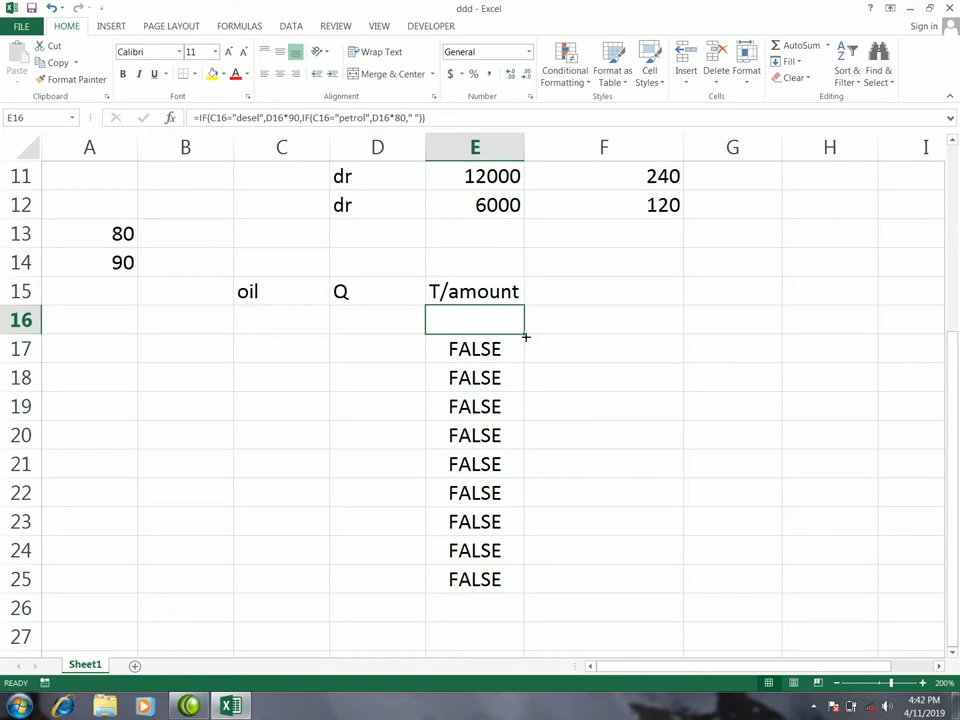 ddd - Excel
Sign in
FILE HOME INSERT PAGE LAYOUT FORMULAS DATA REVIEW VIEW DEVELOPER
Paste
Cut
Copy
Format Painter
Clipboard
Calibri 11
B I U
Font
Wrap Text
Merge & Center
Alignment
General
$ % ,
Number
Conditional Formatting
Format as Table
Cell Styles
Styles
Insert Delete Format
Cells
AutoSum
Fill
Clear
Sort & Filter
Find & Select
Editing
E16 fx =IF(C16="desel",D16*90,IF(C16="petrol",D16*80," "))
A B C D E F G H I
11 dr 12000 240
12 dr 6000 120
13 80
14 90
15 oil Q T/amount
16
17 FALSE
18 FALSE
19 FALSE
20 FALSE
21 FALSE
22 FALSE
23 FALSE
24 FALSE
25 FALSE
26
27
Sheet1
READY 200%
4:42 PM
4/11/2019